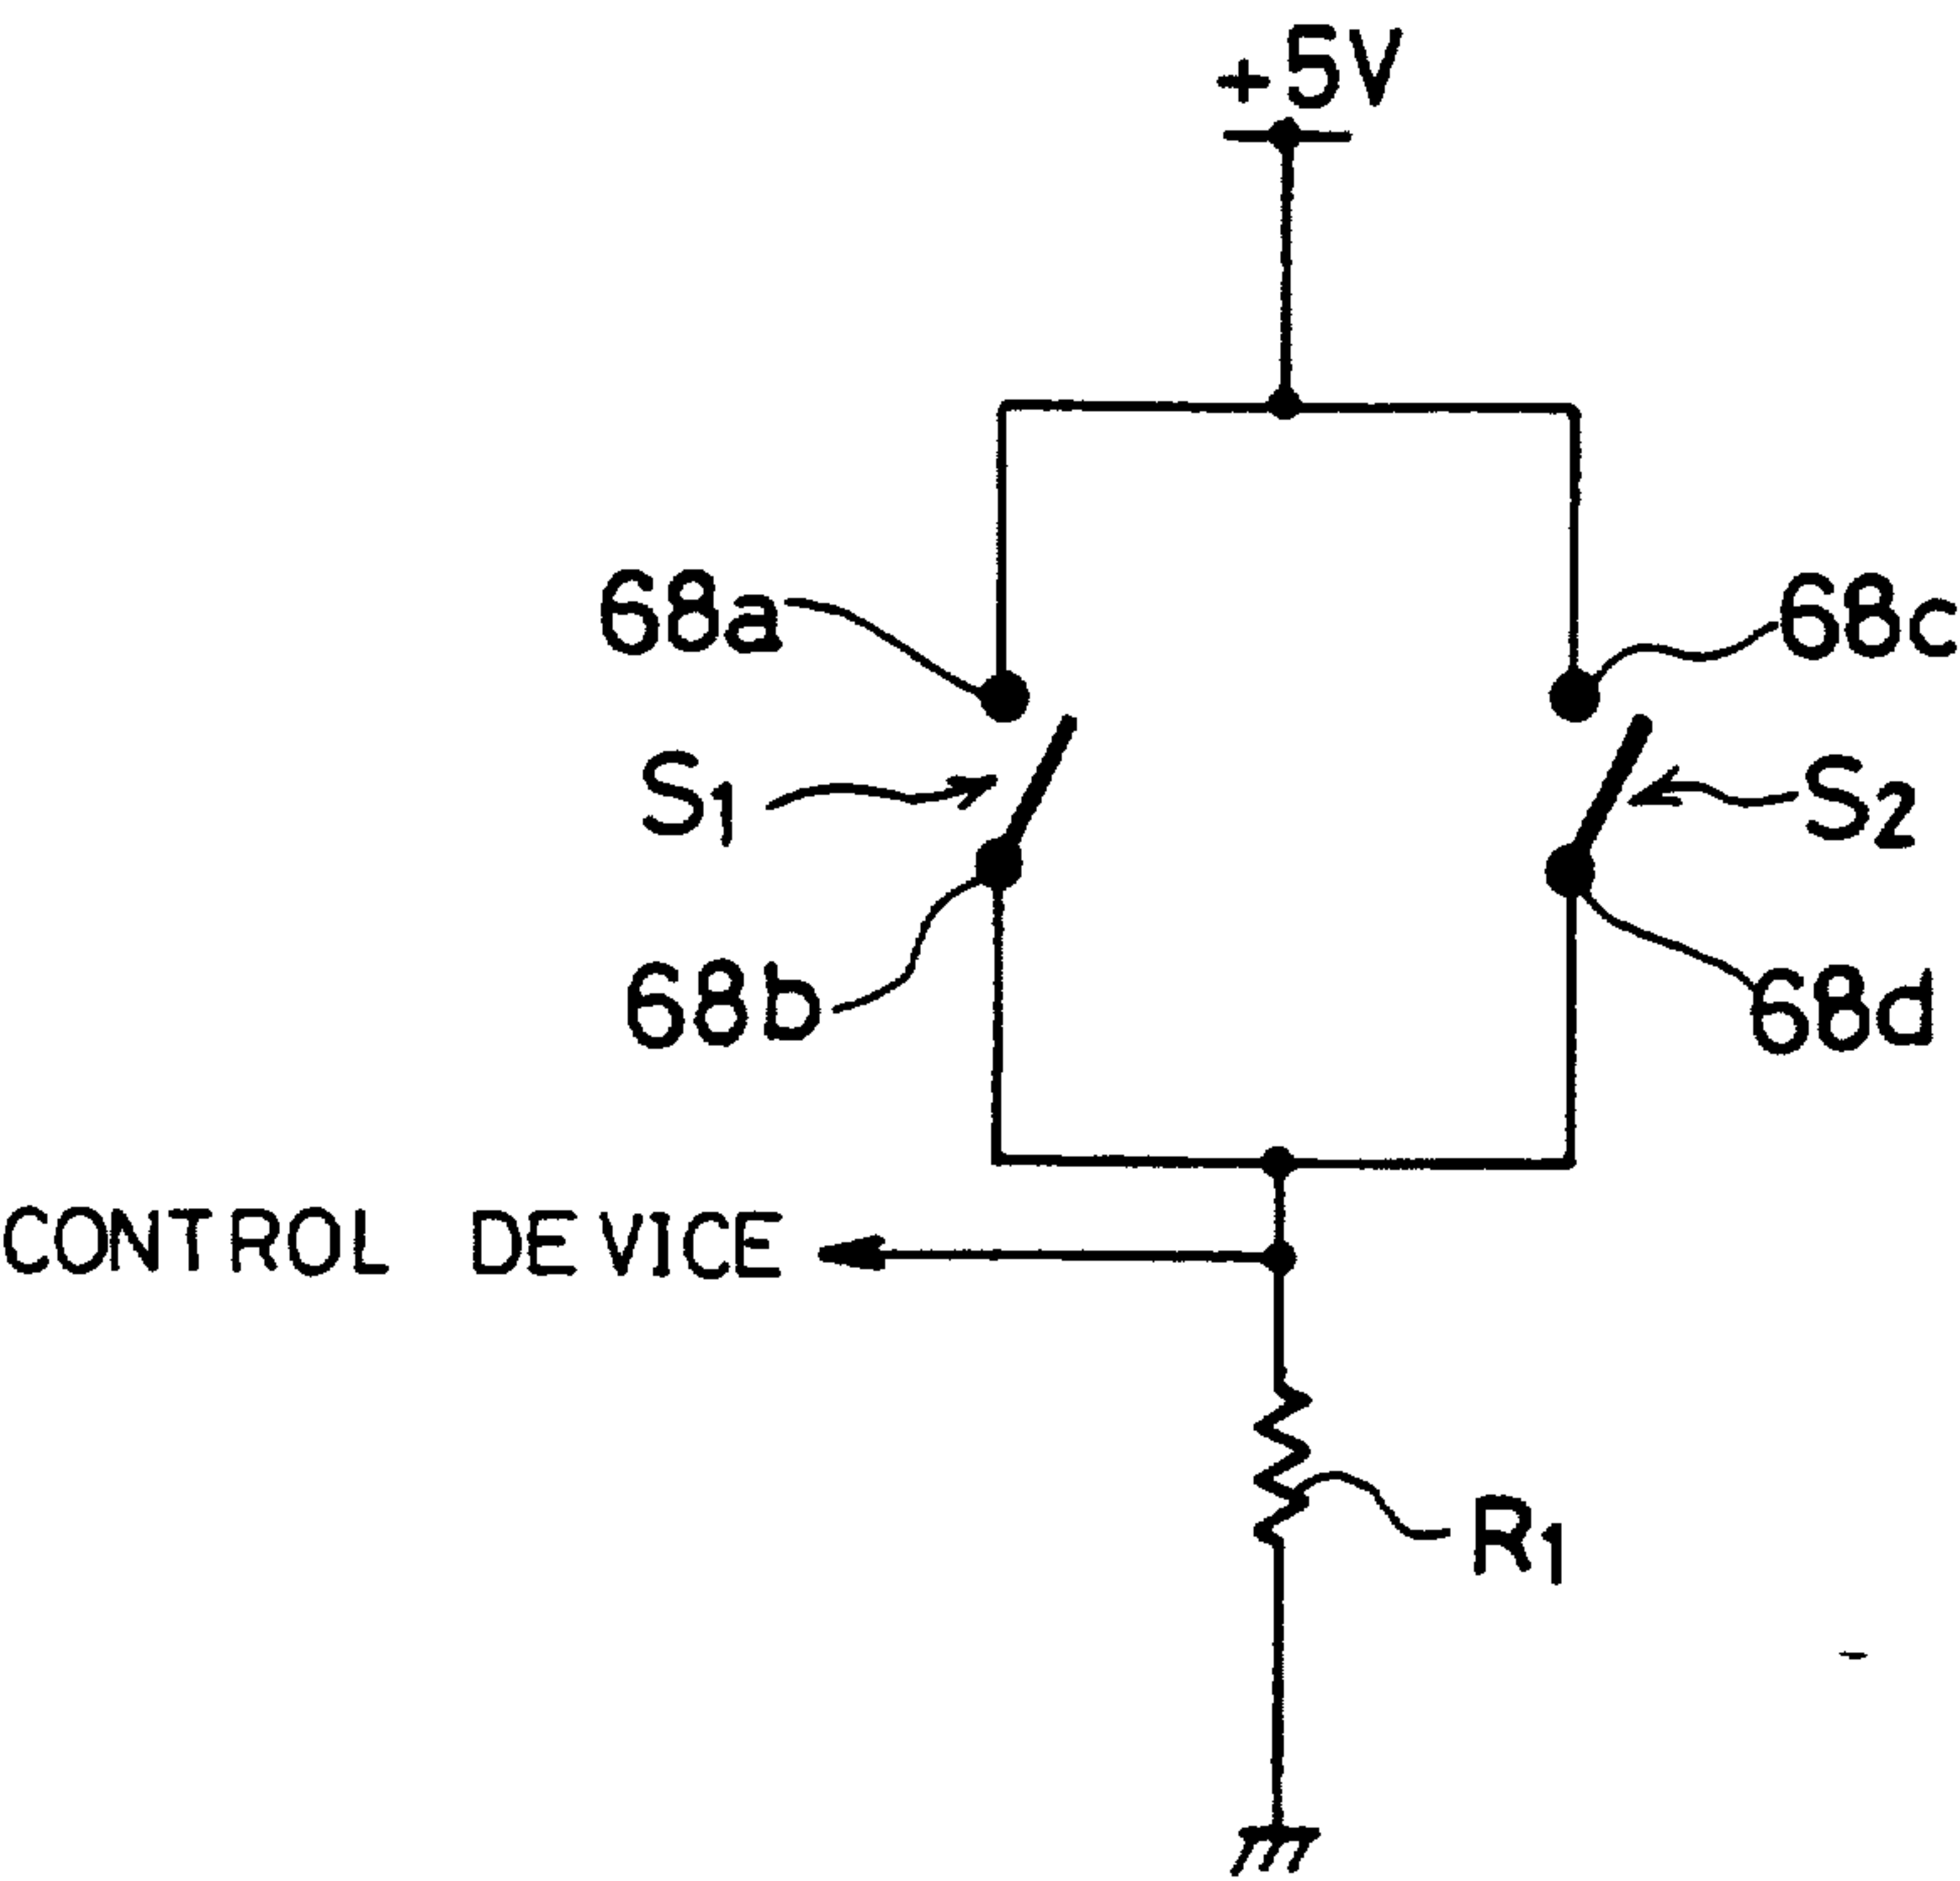 +5V
68a
68c
S1
S2
68b
68d
CONTROL DEVICE
R1